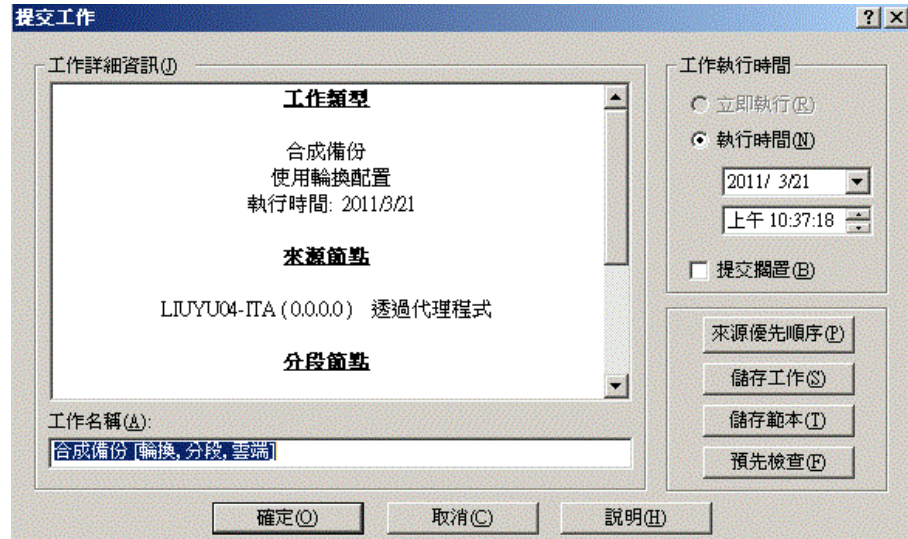 提交工作
工作詳細資訊(J)
工作類型
合成備份
使用輪換配置
執行時間: 2011/3/21
來源節點
LIUYU04-ITA ( 0.0.0.0 ) 透過代理程式
分段節點
工作名稱(A):
合成備份 [輪換, 分段, 雲端]
工作執行時間
立即執行(R)
執行時間(N)
2011/ 3/21
上午 10:37:18
提交擱置(B)
來源優先順序(P)
儲存工作(S)
儲存範本(T)
預先檢查(F)
確定(O)
取消(C)
說明(H)